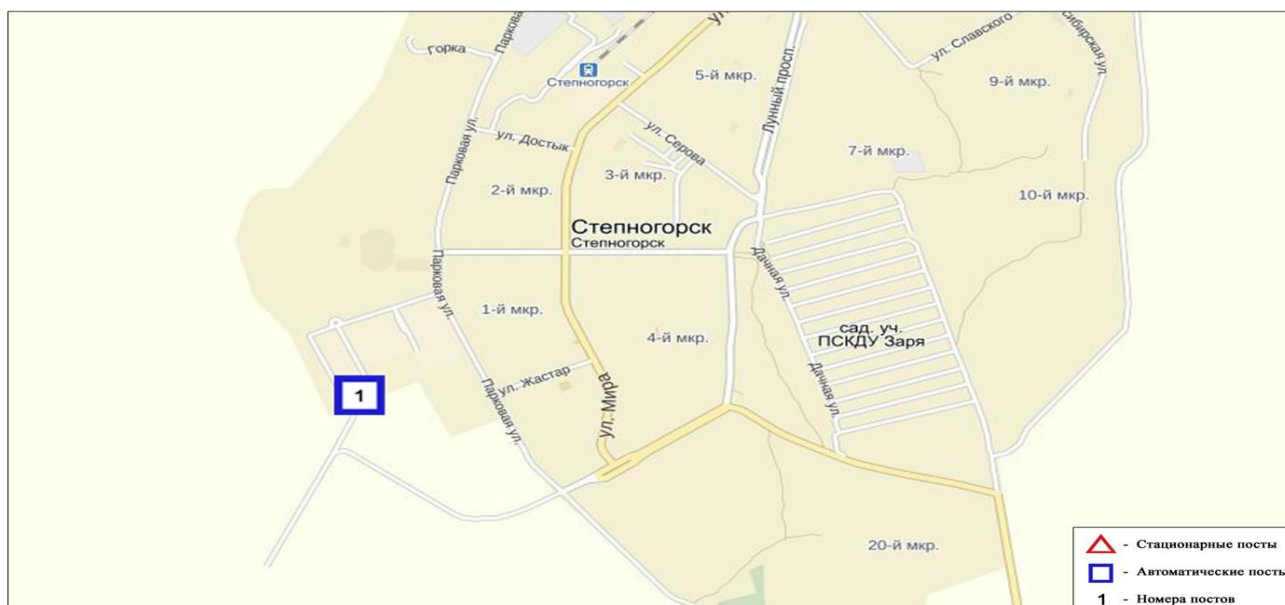 Парковая
ул.
Горка
Степногорск
5-й мкр.
Лунный просп.
ул. Славского
сибирская ул.
9-й мкр.
Парковая ул.
ул. Достык
ул. Серова
7-й мкр.
2-й мкр.
3-й мкр.
10-й мкр.
Степногорск
Степногорск
Парковая ул.
Дачная ул.
1-й мкр.
4-й мкр.
сад. уч.
ПСКДУ Заря
ул. Жастар
1
Парковая ул.
ул. Мира
Дачная ул.
20-й мкр.
- Стационарные посты
- Автоматические посты
1 - Номера постов